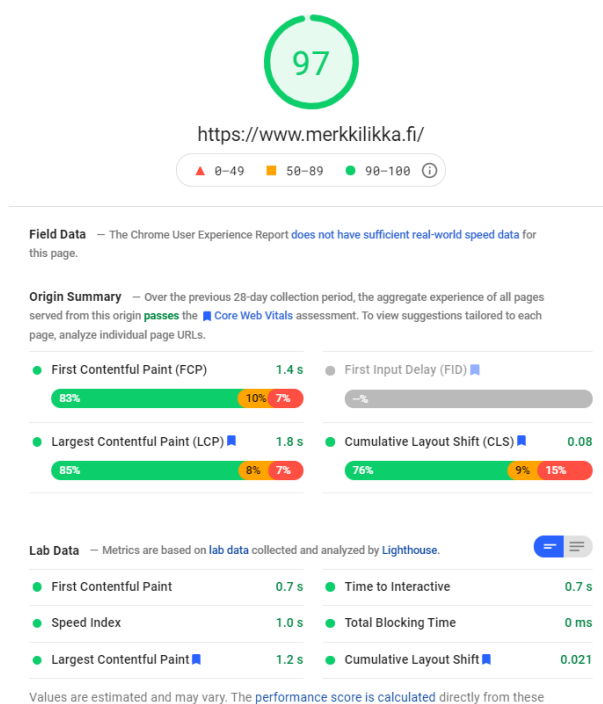 97
https://www.merkkilikka.fi/
0–49 50–89 90–100
Field Data — The Chrome User Experience Report does not have sufficient real-world speed data for
this page.
Origin Summary — Over the previous 28-day collection period, the aggregate experience of all pages
served from this origin passes the Core Web Vitals assessment. To view suggestions tailored to each
page, analyze individual page URLs.
First Contentful Paint (FCP) 1.4 s
83% 10% 7%
First Input Delay (FID)
--%
Largest Contentful Paint (LCP) 1.8 s
85% 8% 7%
Cumulative Layout Shift (CLS) 0.08
76% 9% 15%
Lab Data — Metrics are based on lab data collected and analyzed by Lighthouse.
First Contentful Paint 0.7 s
Time to Interactive 0.7 s
Speed Index 1.0 s
Total Blocking Time 0 ms
Largest Contentful Paint 1.2 s
Cumulative Layout Shift 0.021
Values are estimated and may vary. The performance score is calculated directly from these